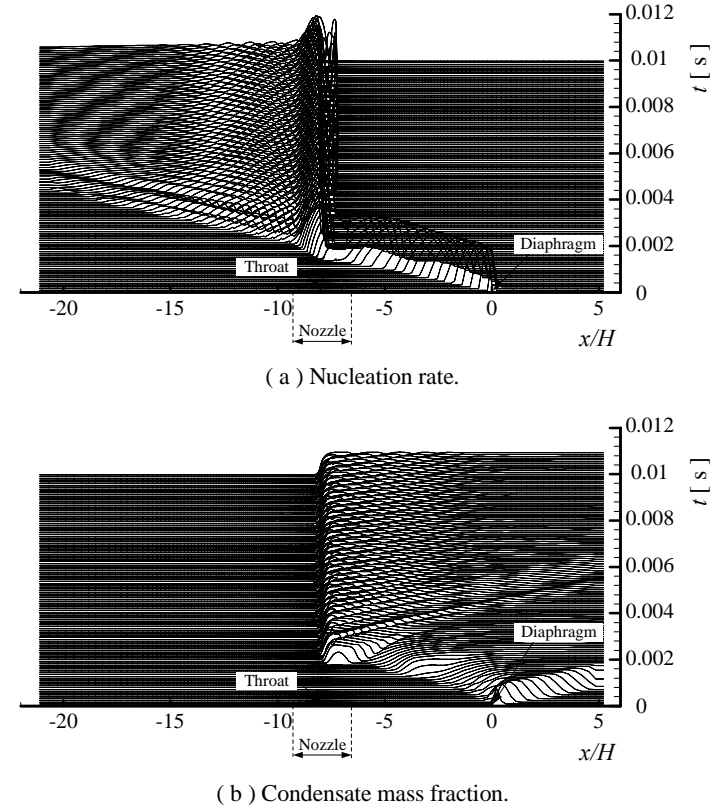 0.012
0.01
0.008
0.006
0.004
0.002
0
t [ s ]
Diaphragm
Throat
-20 -15 -10 -5 0 5
Nozzle
x/H
( a ) Nucleation rate.
0.012
0.01
0.008
0.006
0.004
0.002
0
t [ s ]
Diaphragm
Throat
-20 -15 -10 -5 0 5
Nozzle
x/H
( b ) Condensate mass fraction.